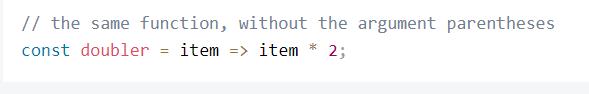 // the same function, without the argument parentheses
const doubler = item => item * 2;